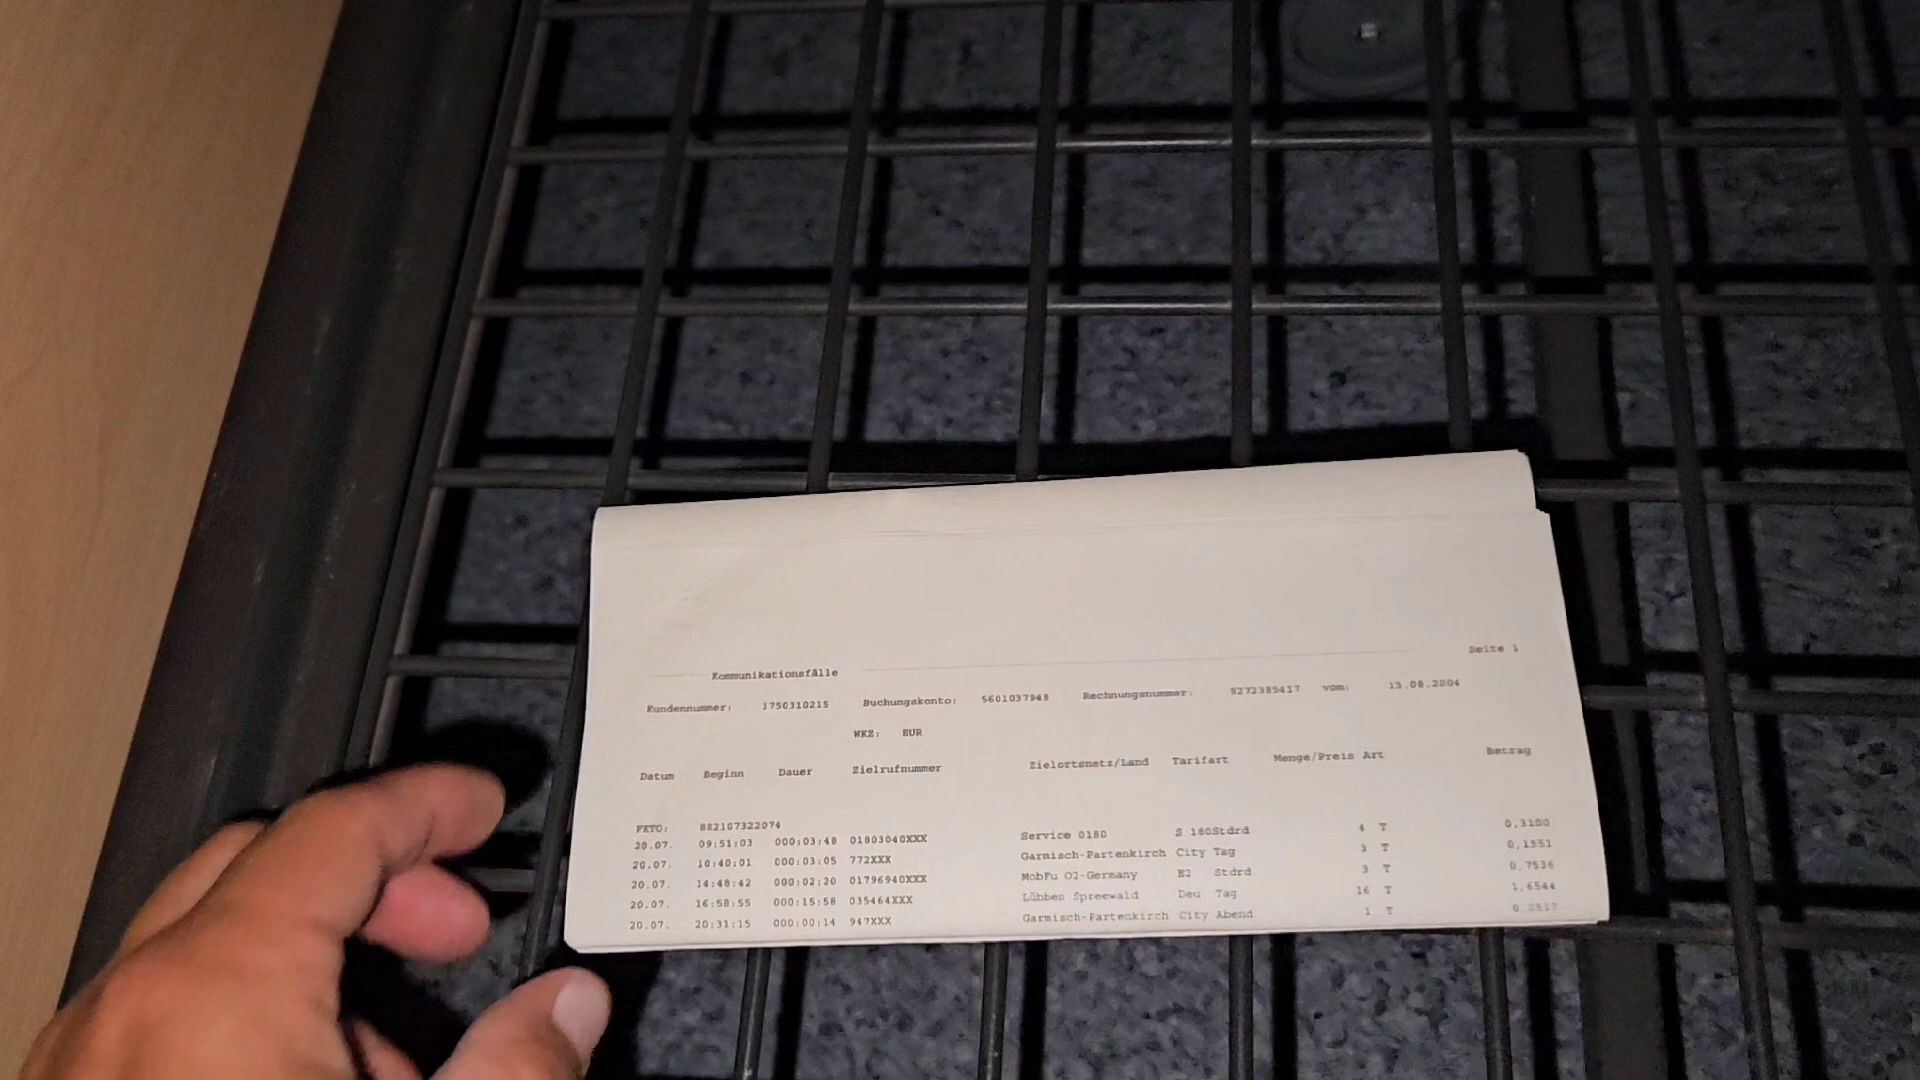 Kommunikationsfälle
Seite 1
Kundennummer: 1750310215 Buchungskonto: 5601037948 Rechnungsnummer: 9272385417 vom: 13.08.2004
WKZ: EUR
Datum Beginn Dauer Zielrufnummer Zielortsnetz/Land Tarifart Menge/Preis Art Betrag
FKTO: 882107322074
20.07. 09:51:03 000:03:48 01803040XXX Service 0180 S 180Stdrd 4 T 0,3100
20.07. 10:40:01 000:03:05 772XXX Garmisch-Partenkirch City Tag 3 T 0,1551
20.07. 14:48:42 000:02:20 01796940XXX MobFu O2-Germany E2 Stdrd 3 T 0,7536
20.07. 16:58:55 000:15:58 035464XXX Lübben Spreewald Deu Tag 16 T 1,6544
20.07. 20:31:15 000:00:14 947XXX Garmisch-Partenkirch City Abend 1 T